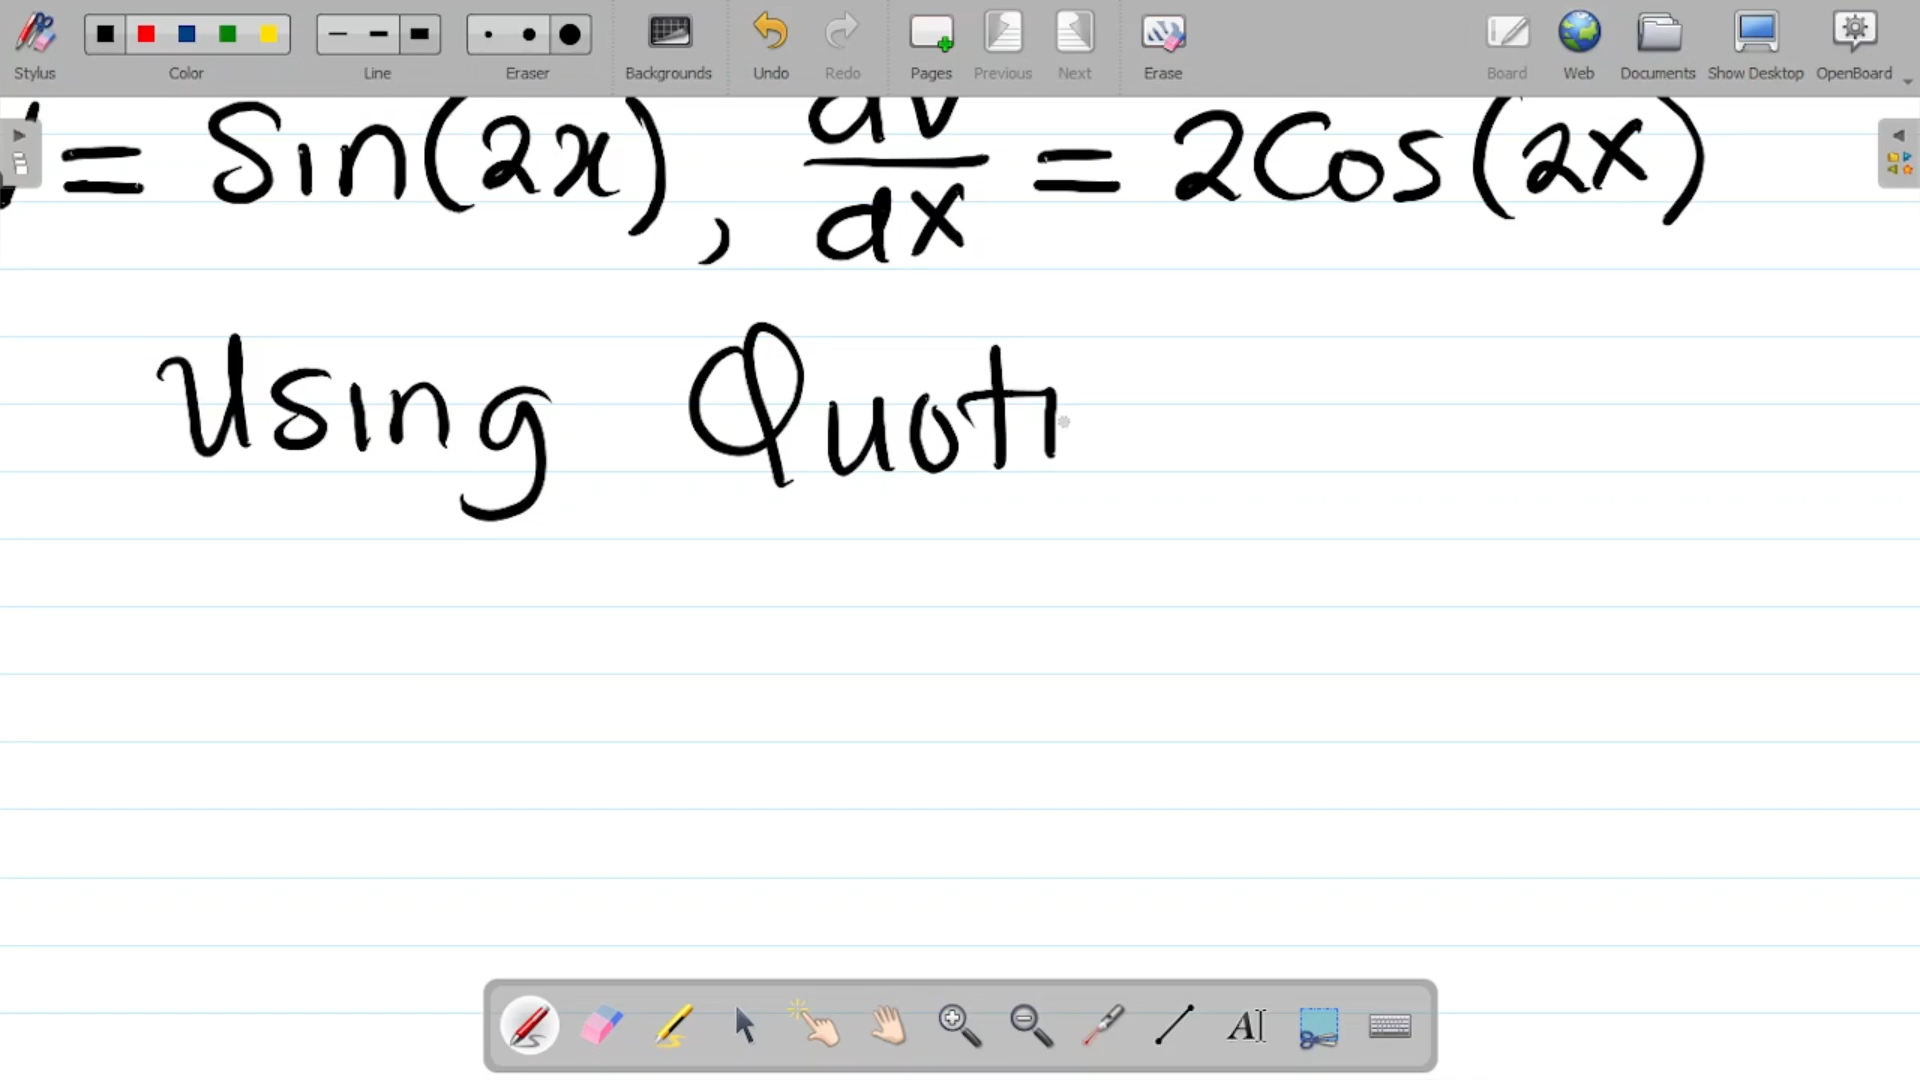 Stylus Color Line Eraser Backgrounds Undo Redo Pages Previous Next Erase Board Web Documents Show Desktop OpenBoard
= Sin(2x), dv/dx = 2Cos(2x)
Using Quoti